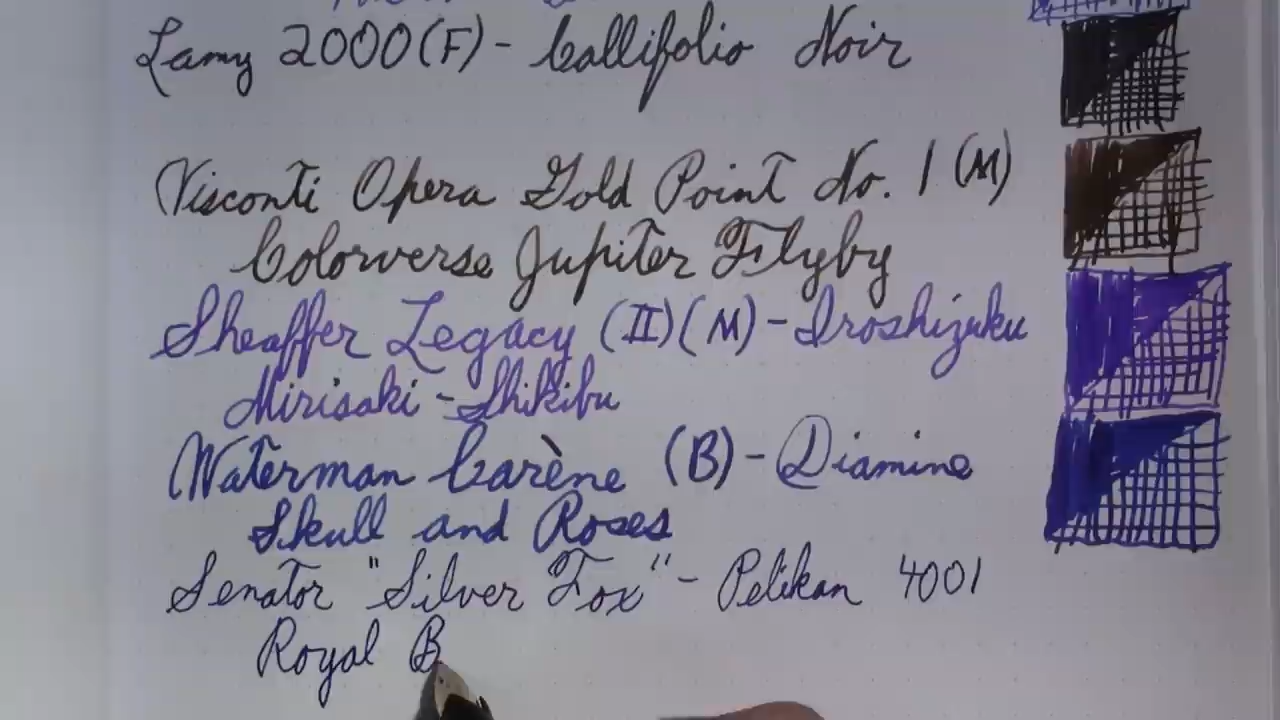 Lamy 2000 (F) - Callifolio Noir
Visconti Opera Gold Point No. 1 (M)
Colorverse Jupiter Flyby
Sheaffer Legacy (II) (M) - Iroshizuku
Mirisaki - Shikibu
Waterman Carène (B) - Diamine
Skull and Roses
Senator "Silver Fox" - Pelikan 4001
Royal B